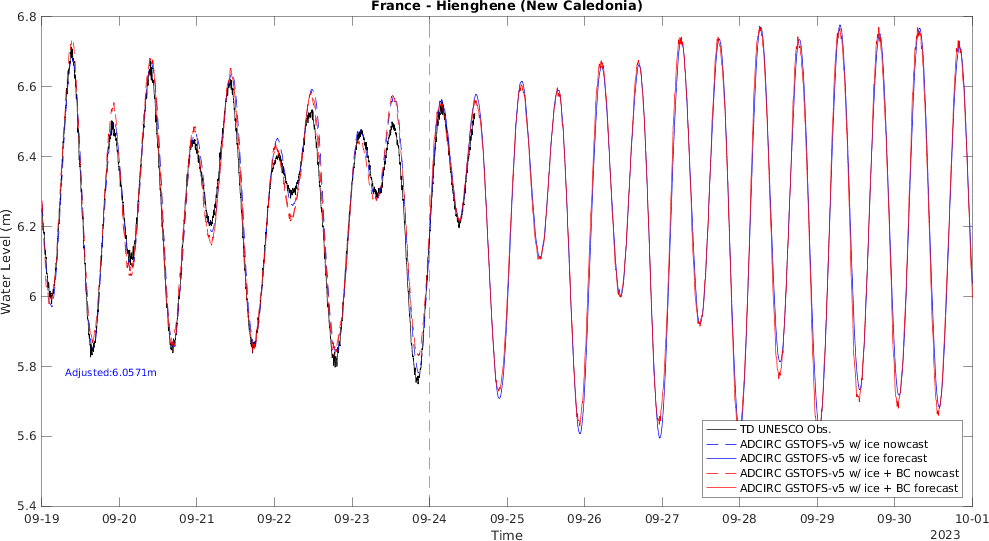 France - Hienghene (New Caledonia)
6.8
6.6
6.4
6.2
6
5.8
5.6
5.4
Water Level (m)
Adjusted:6.0571m
TD UNESCO Obs.
ADCIRC GSTOFS-v5 w/ ice nowcast
ADCIRC GSTOFS-v5 w/ ice forecast
ADCIRC GSTOFS-v5 w/ ice + BC nowcast
ADCIRC GSTOFS-v5 w/ ice + BC forecast
09-19 09-20 09-21 09-22 09-23 09-24 09-25 09-26 09-27 09-28 09-29 09-30 10-01
Time
2023